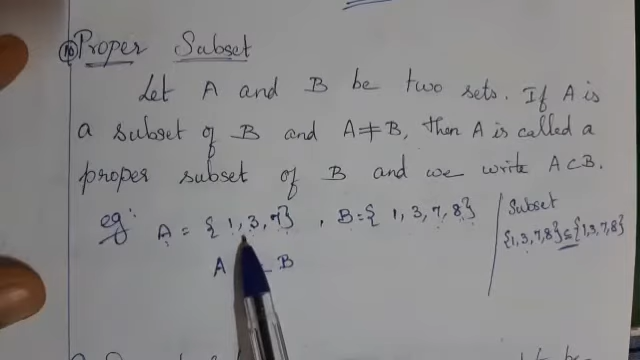 10 Proper Subset
Let A and B be two sets. If A is
a subset of B and A≠B, then A is called a
proper subset of B and we write A⊂B.
eg: A = { 1, 3, 7} , B={ 1, 3, 7, 8}
A B
Subset
{1,3,7,8}⊆{1,3,7,8}